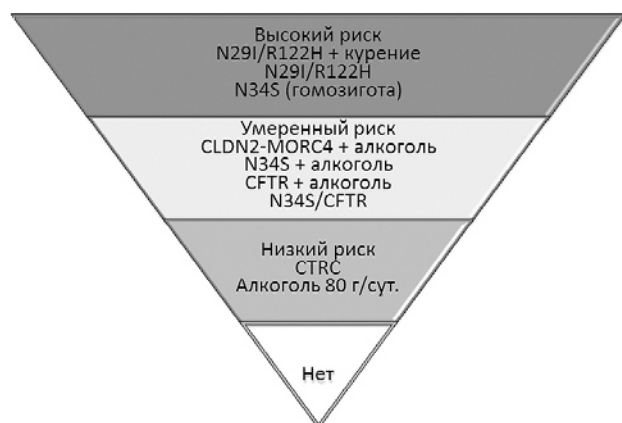 Высокий риск
N29I/R122H + курение
N29I/R122H
N34S (гомозигота)
Умеренный риск
CLDN2-MORC4 + алкоголь
N34S + алкоголь
CFTR + алкоголь
N34S/CFTR
Низкий риск
CTRC
Алкоголь 80 г/сут.
Нет